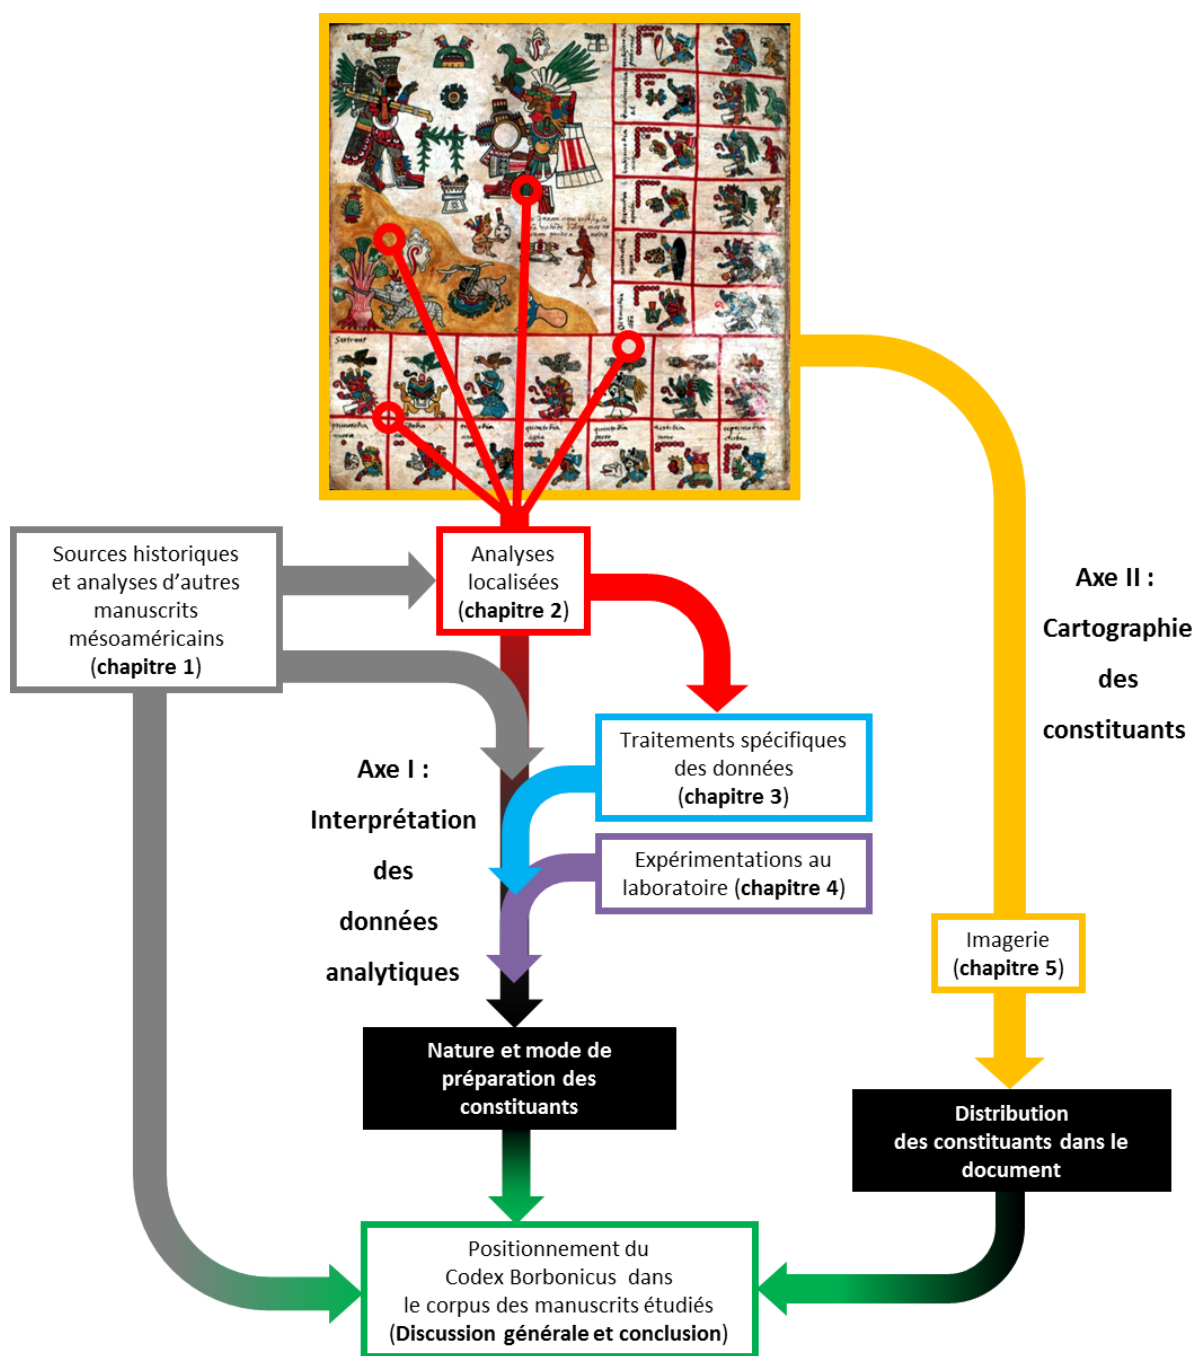 Sources historiques
et analyses d’autres
manuscrits
mésoaméricains
(chapitre 1)
Analyses
localisées
(chapitre 2)
Axe II :
Cartographie
des
constituants
Traitements spécifiques
des données
(chapitre 3)
Axe I :
Interprétation
des
données
analytiques
Expérimentations au
laboratoire (chapitre 4)
Imagerie
(chapitre 5)
Nature et mode de
préparation des
constituants
Distribution
des constituants dans le
document
Positionnement du
Codex Borbonicus dans
le corpus des manuscrits étudiés
(Discussion générale et conclusion)